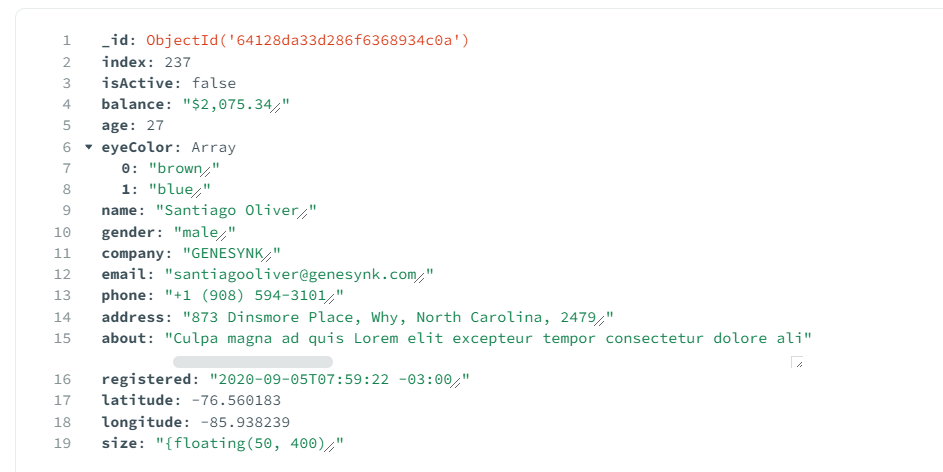 1 _id: ObjectId('64128da33d286f6368934c0a')
2 index: 237
3 isActive: false
4 balance: "$2,075.34"
5 age: 27
6 eyeColor: Array
7 0: "brown"
8 1: "blue"
9 name: "Santiago Oliver"
10 gender: "male"
11 company: "GENESYNK"
12 email: "santiagooliver@genesynk.com"
13 phone: "+1 (908) 594-3101"
14 address: "873 Dinsmore Place, Why, North Carolina, 2479"
15 about: "Culpa magna ad quis Lorem elit excepteur tempor consectetur dolore ali"
16 registered: "2020-09-05T07:59:22 -03:00"
17 latitude: -76.560183
18 longitude: -85.938239
19 size: "{floating(50, 400)"